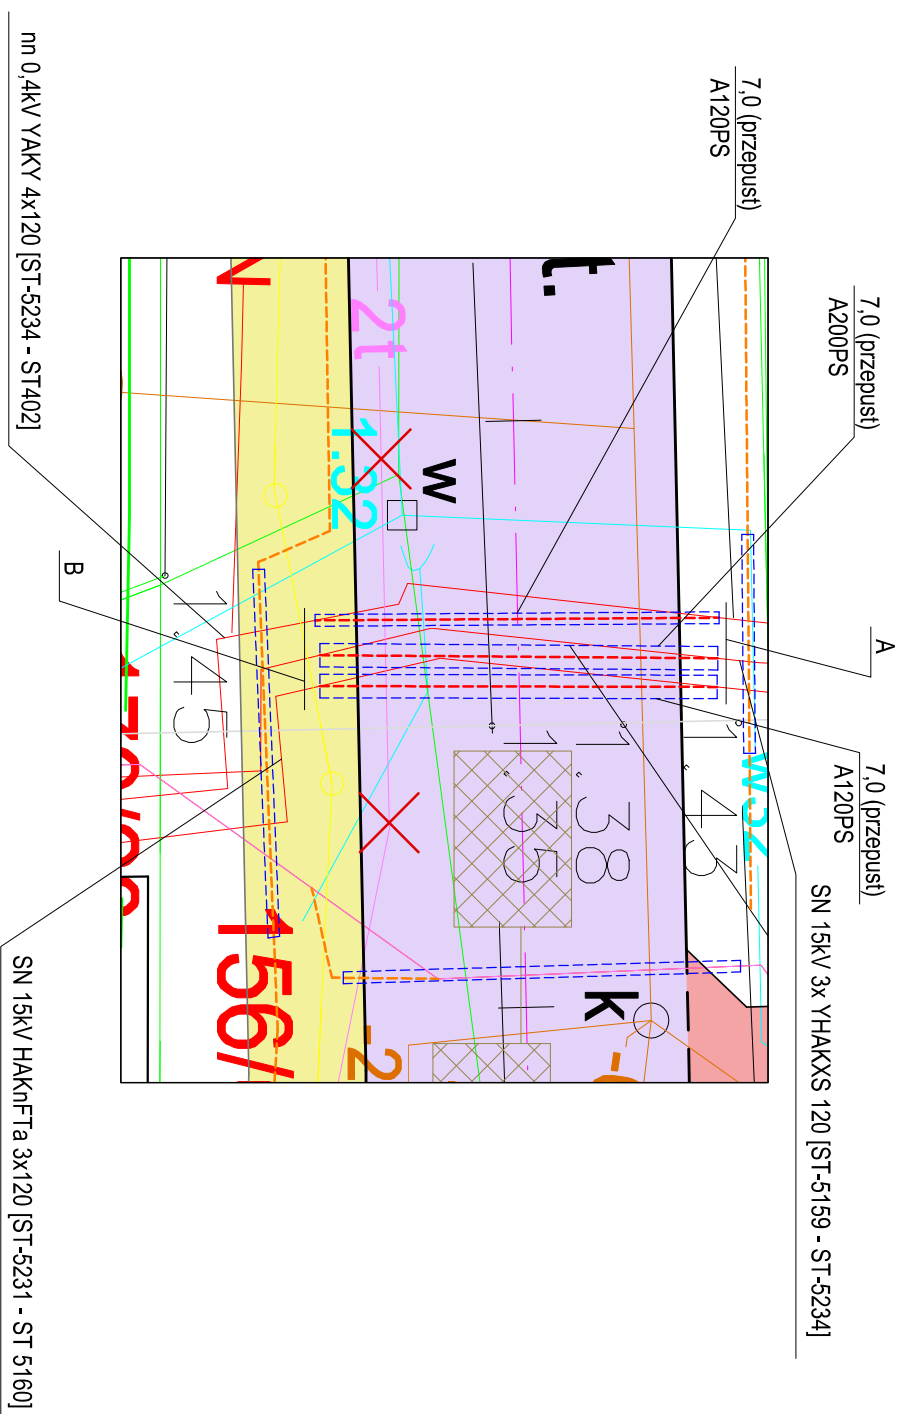 7,0 (przepust)
A120PS
7,0 (przepust)
A200PS
7,0 (przepust)
A120PS
SN 15kV 3x YHAKXS 120 [ST-5159 - ST-5234]
A
B
nn 0,4kV YAKY 4x120 [ST-5234 - ST402]
SN 15kV HAKnFTa 3x120 [ST-5231 - ST 5160]
t.
2t
1.32
w
w32
1 43
1 38
1 35
1 45
k
156/
-2